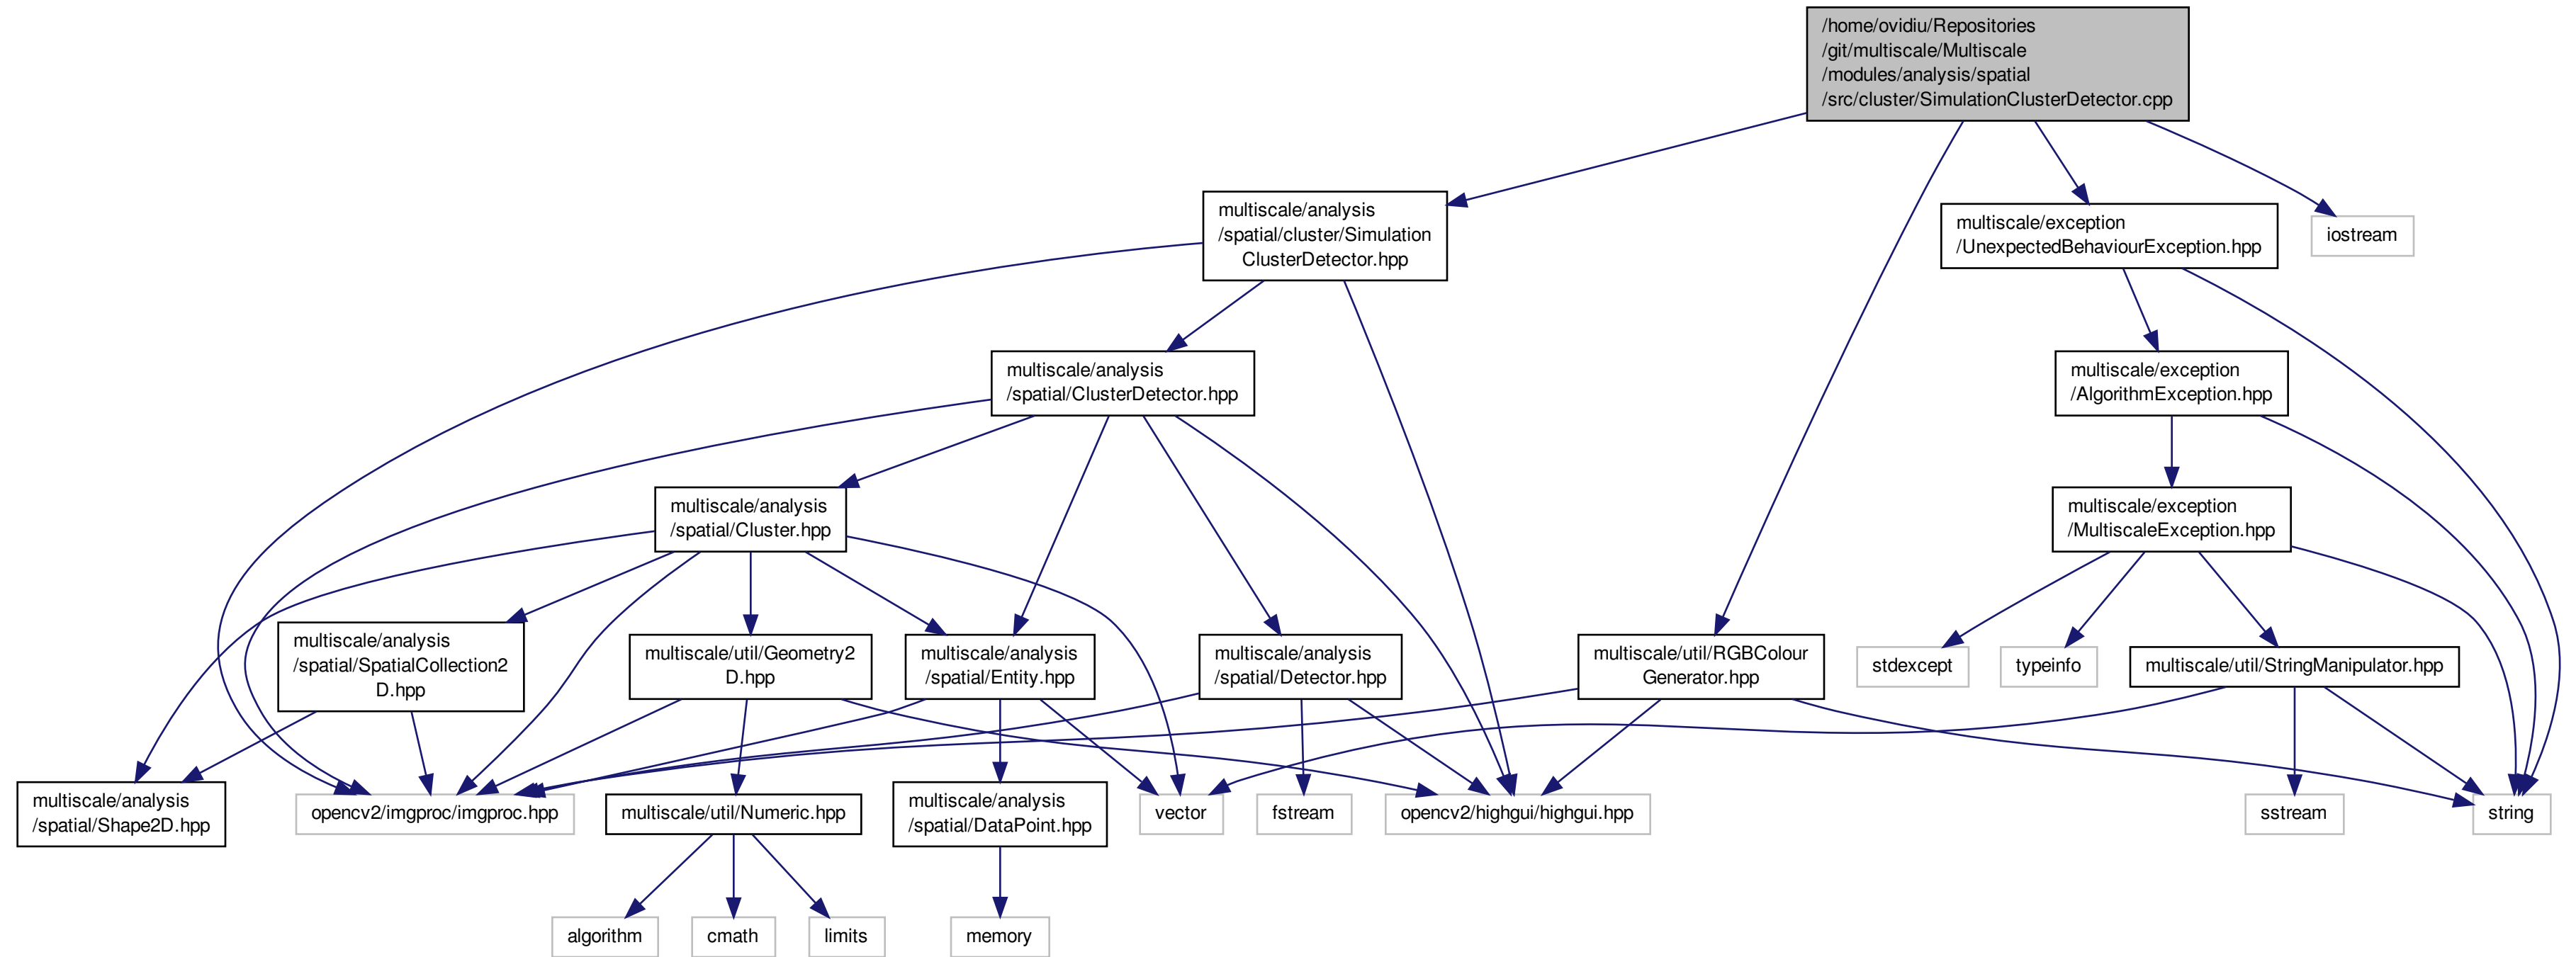 /home/ovidiu/Repositories
/git/multiscale/Multiscale
/modules/analysis/spatial
/src/cluster/SimulationClusterDetector.cpp
multiscale/analysis
/spatial/cluster/Simulation
ClusterDetector.hpp
multiscale/exception
/UnexpectedBehaviourException.hpp
iostream
multiscale/analysis
/spatial/ClusterDetector.hpp
multiscale/exception
/AlgorithmException.hpp
multiscale/analysis
/spatial/Cluster.hpp
multiscale/exception
/MultiscaleException.hpp
multiscale/analysis
/spatial/SpatialCollection2
D.hpp
multiscale/util/Geometry2
D.hpp
multiscale/analysis
/spatial/Entity.hpp
multiscale/analysis
/spatial/Detector.hpp
multiscale/util/RGBColour
Generator.hpp
stdexcept
typeinfo
multiscale/util/StringManipulator.hpp
multiscale/analysis
/spatial/Shape2D.hpp
opencv2/imgproc/imgproc.hpp
multiscale/util/Numeric.hpp
multiscale/analysis
/spatial/DataPoint.hpp
vector
fstream
opencv2/highgui/highgui.hpp
sstream
string
algorithm
cmath
limits
memory